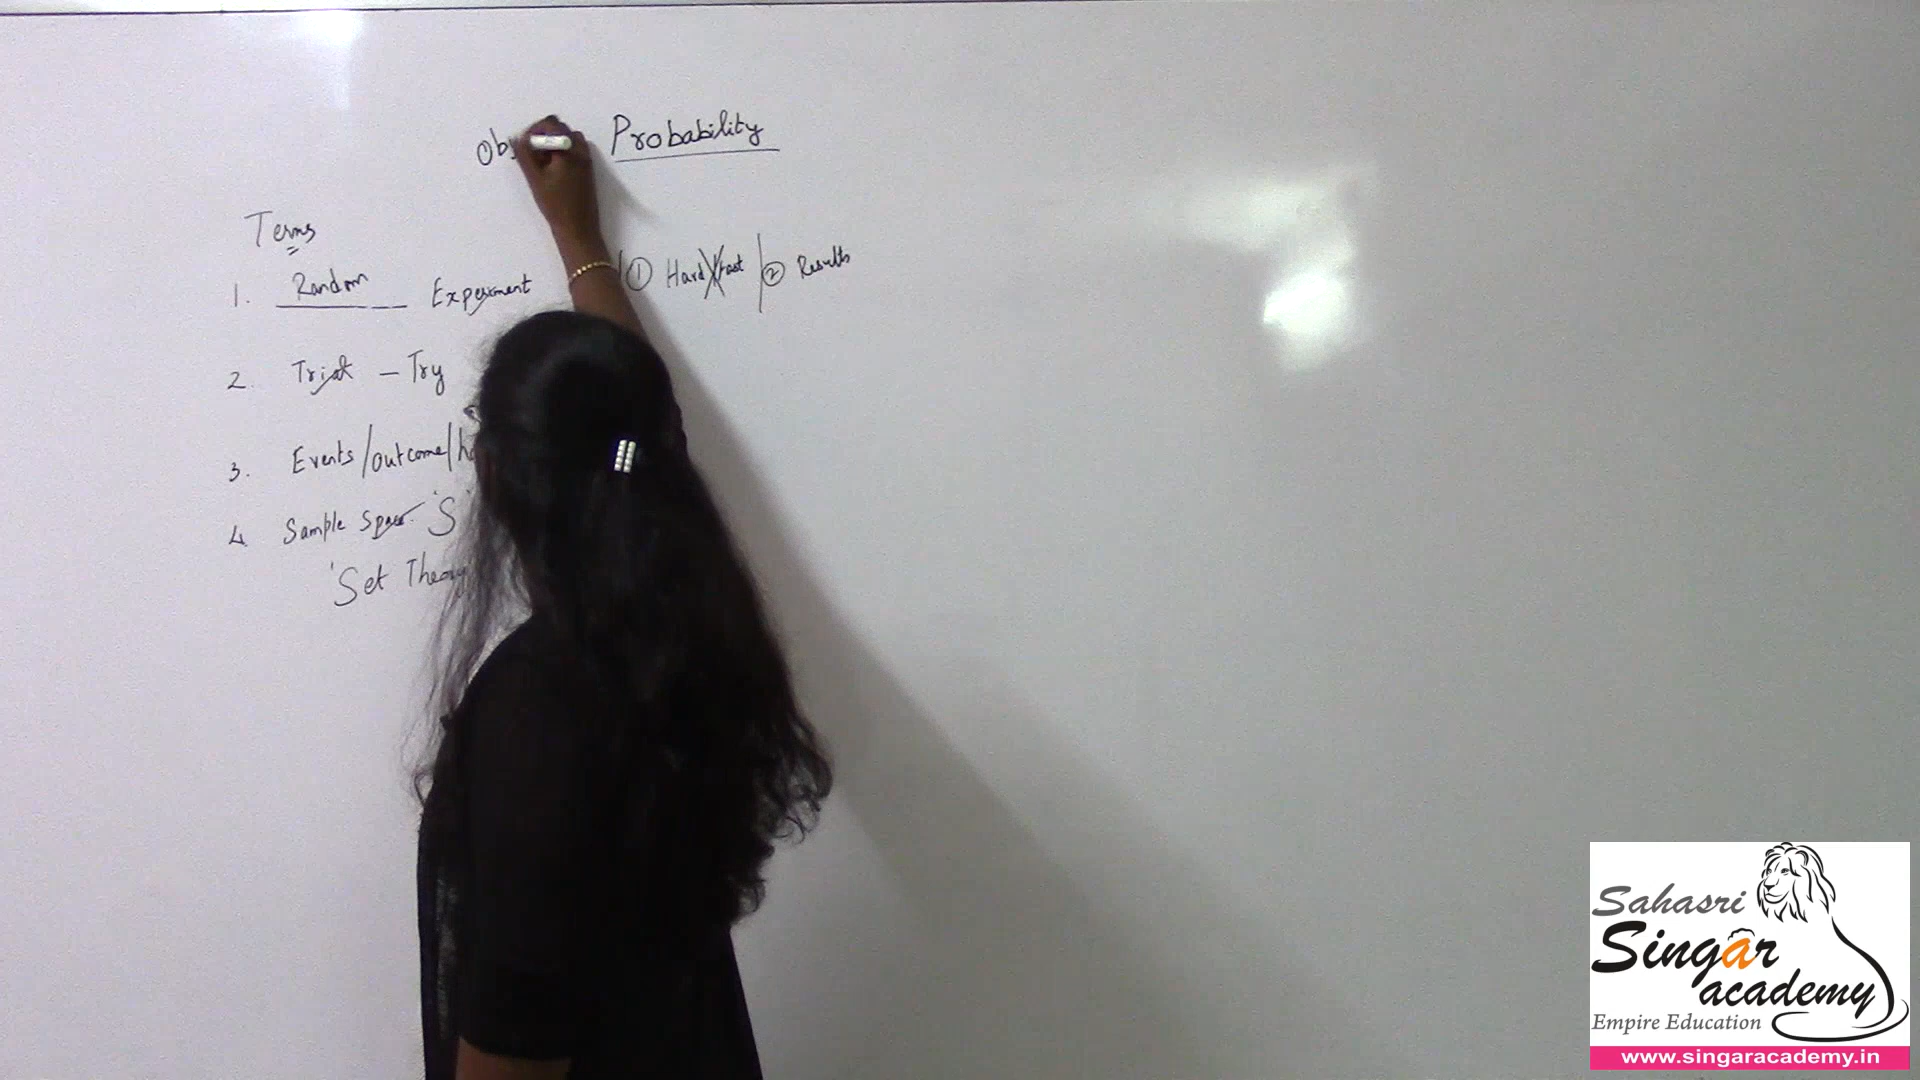 Obj Probability
Terms
1. Random Experiment ① Hard Fast ② Results
2. Trial - Try
3. Events/outcome/
4. Sample Space 'S'
'Set Theory
Sahasri
Singar
academy
Empire Education
www.singaracademy.in